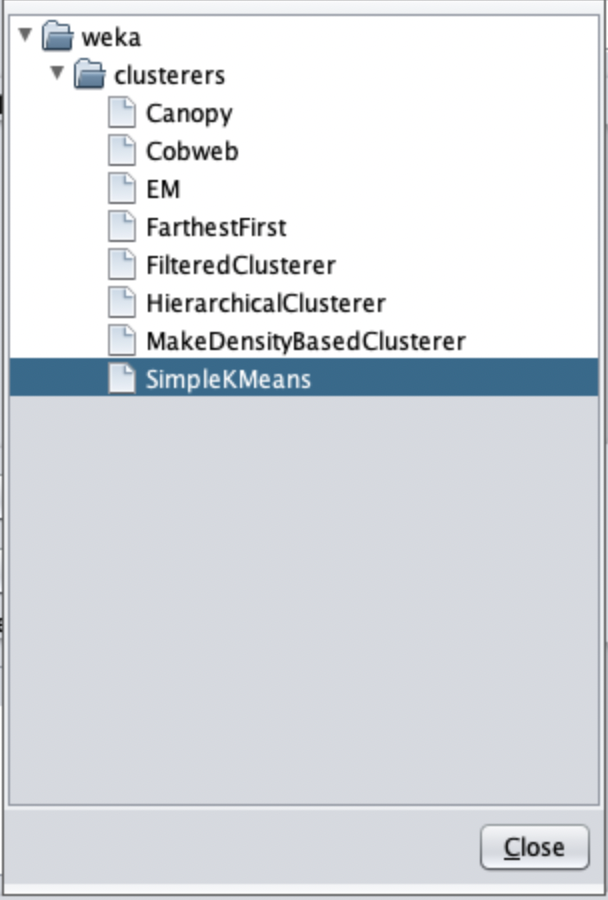 weka
clusterers
Canopy
Cobweb
EM
FarthestFirst
FilteredClusterer
HierarchicalClusterer
MakeDensityBasedClusterer
SimpleKMeans
Close